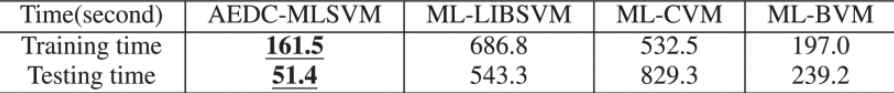 Time(second) AEDC-MLSVM ML-LIBSVM ML-CVM ML-BVM
Training time 161.5 686.8 532.5 197.0
Testing time 51.4 543.3 829.3 239.2